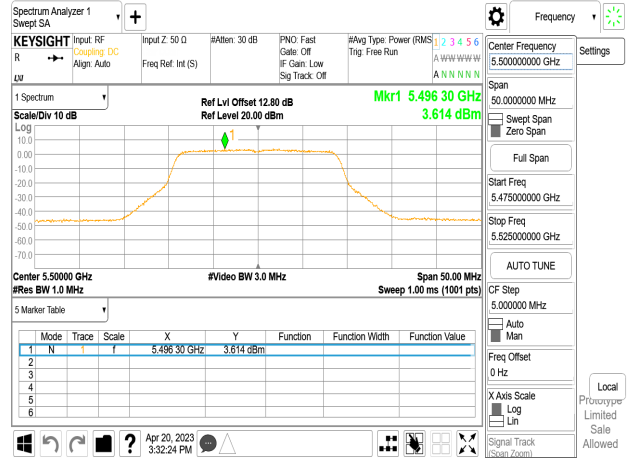 Spectrum Analyzer 1
Swept SA
Frequency
KEYSIGHT
R
Input: RF
Coupling: DC
Align: Auto
Input Z: 50 Ω
Freq Ref: Int (S)
#Atten: 30 dB
PNO: Fast
Gate: Off
IF Gain: Low
Sig Track: Off
#Avg Type: Power (RMS
Trig: Free Run
1 2 3 4 5 6
A W W W W W
A N N N N N
1 Spectrum
Scale/Div 10 dB
Ref Lvl Offset 12.80 dB
Ref Level 20.00 dBm
Mkr1 5.496 30 GHz
3.614 dBm
Log
10.0
0.00
-10.0
-20.0
-30.0
-40.0
-50.0
-60.0
-70.0
1
Center 5.50000 GHz
#Res BW 1.0 MHz
#Video BW 3.0 MHz
Span 50.00 MHz
Sweep 1.00 ms (1001 pts)
5 Marker Table
Mode Trace Scale X Y Function Function Width Function Value
1 N 1 f 5.496 30 GHz 3.614 dBm
2
3
4
5
6
Apr 20, 2023
3:32:24 PM
Center Frequency
5.500000000 GHz
Settings
Span
50.0000000 MHz
Swept Span
Zero Span
Full Span
Start Freq
5.475000000 GHz
Stop Freq
5.525000000 GHz
AUTO TUNE
CF Step
5.000000 MHz
Auto
Man
Freq Offset
0 Hz
X Axis Scale
Log
Lin
Signal Track
(Span Zoom)
Local
Prototype
Limited
Sale
Allowed